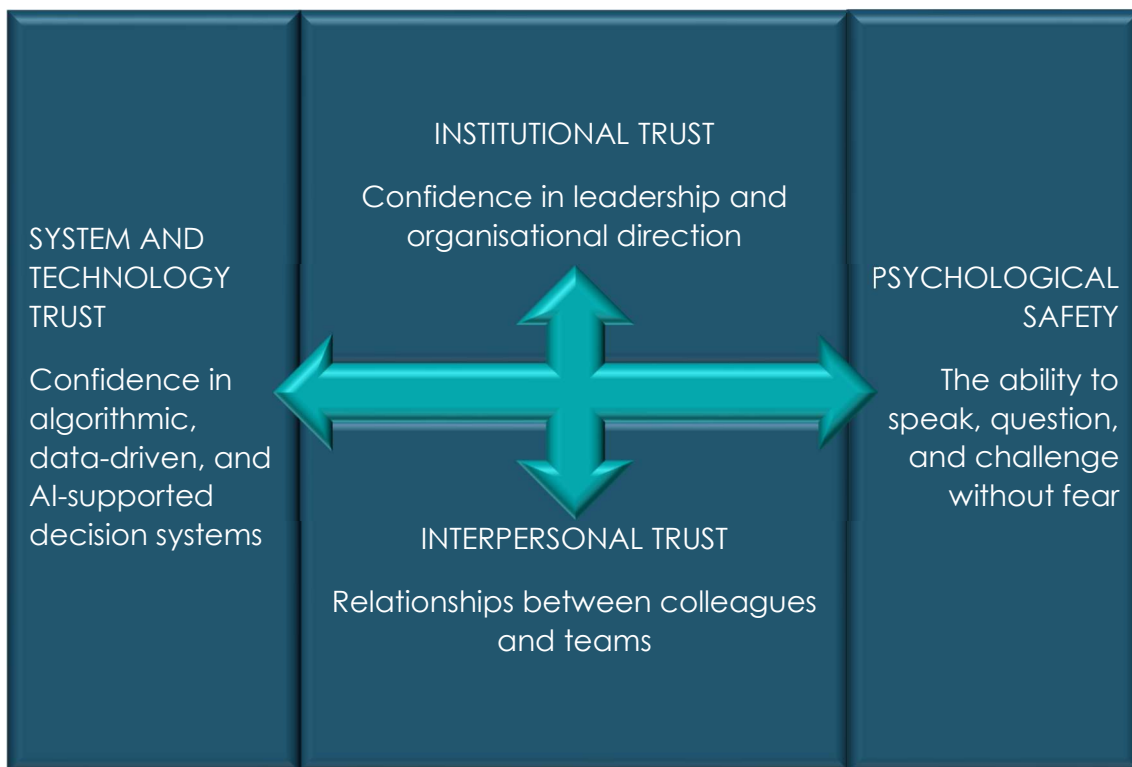 SYSTEM AND
TECHNOLOGY
TRUST
Confidence in
algorithmic,
data-driven, and
AI-supported
decision systems
INSTITUTIONAL TRUST
Confidence in leadership and
organisational direction
INTERPERSONAL TRUST
Relationships between colleagues
and teams
PSYCHOLOGICAL
SAFETY
The ability to
speak, question,
and challenge
without fear